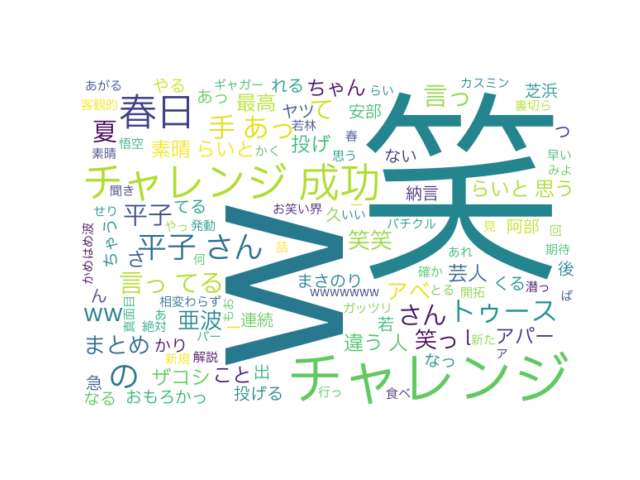 あがる
やる
ギャガー
れる
ちゃん
らい
カスミン
客観的
春日
あっ
最高
ヤツ
て
安部
言っ
裏切ら
芝浜
夏
悟空
手
あっ
若林
春
っ
素晴
素晴
らいと
かく
投げ
思う
ない
笑
早い
みよ
チャレンジ
成功
聞き
納言
らいと
思う
せり
平子
てる
お笑い界
久
いい
パチクル
見
回
かめはめ波
ちゃう
やっ
発動
w
笑笑
あれ
阿部
期待
平子
さん
さ
何
話
確か
芸人
くる
後
言っ
てる
まさのり
アベ
とる
開拓
潜っ
ん
相変わらず
wwwwwww
ば
ww
真面目
あ
絶対
亜波
もお
ー
連続
ガッツリ
若
さん
トゥース
まとめ
かり
パー
違う
人
笑っ
l
新た
アパー
の
新規
解説
ア
急
ザコシ
こと
出
チャレンジ
なっ
なる
おもろかっ
投げる
行っ
食べ